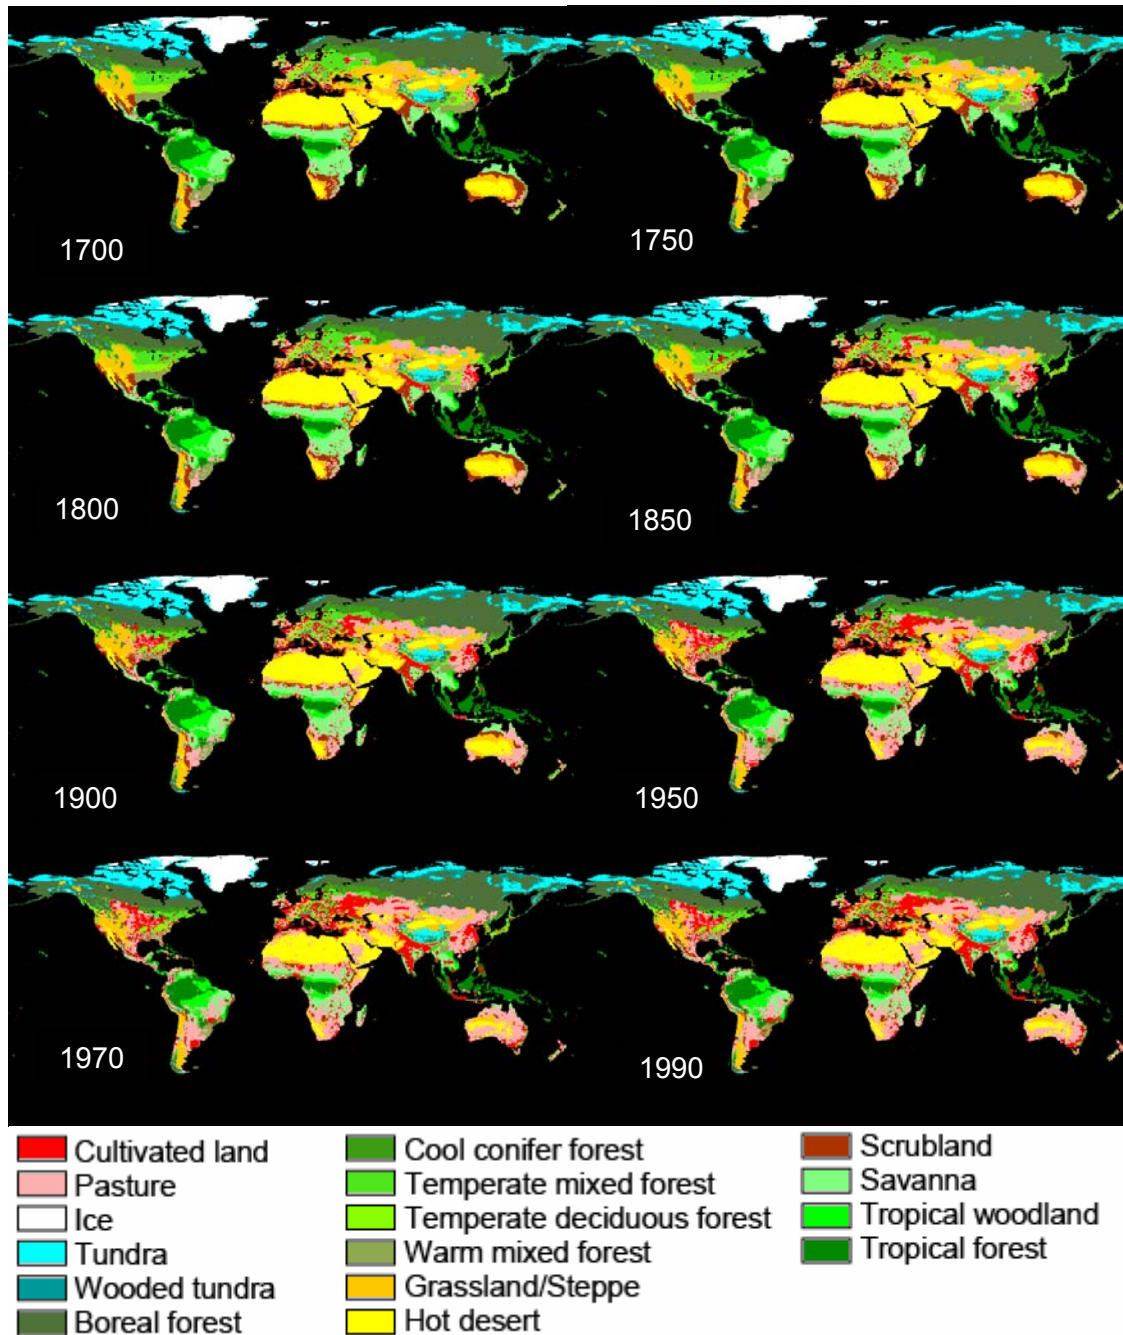 1700
1750
1800
1850
1900
1950
1970
1990
Cultivated land
Pasture
Ice
Tundra
Wooded tundra
Boreal forest
Cool conifer forest
Temperate mixed forest
Temperate deciduous forest
Warm mixed forest
Grassland/Steppe
Hot desert
Scrubland
Savanna
Tropical woodland
Tropical forest